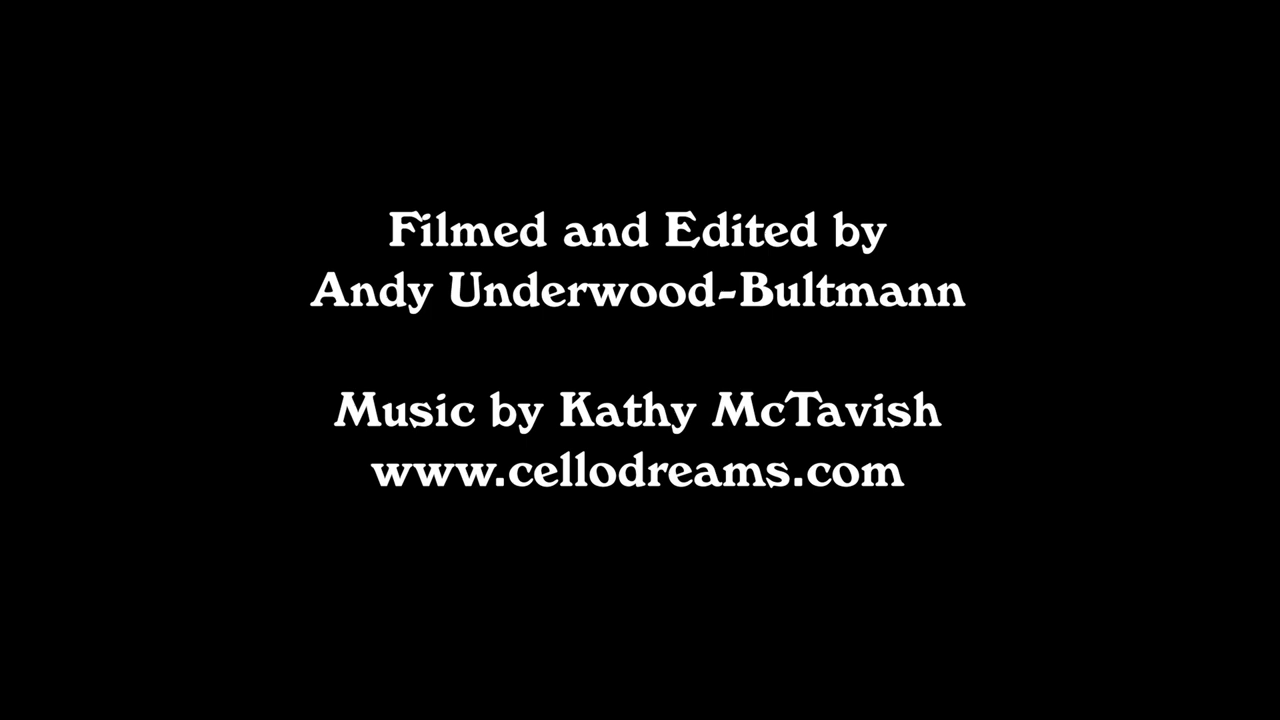 Filmed and Edited by
Andy Underwood-Bultmann
Music by Kathy McTavish
www.cellodreams.com